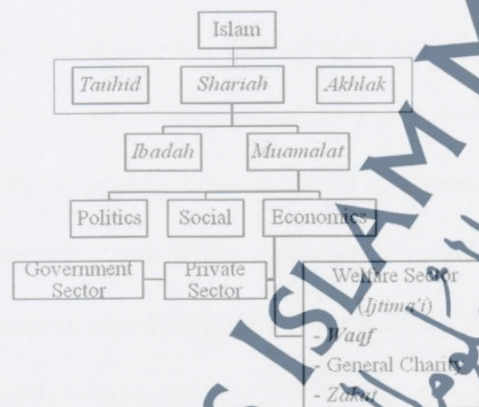 Islam
Tauhid Shariah Akhlak
Ibadah Muamalat
Politics Social Economics
Government Sector
Private Sector
Welfare Sector
(Ijtima'i)
- Waqf
- General Charity
- Zakat
ISLAM